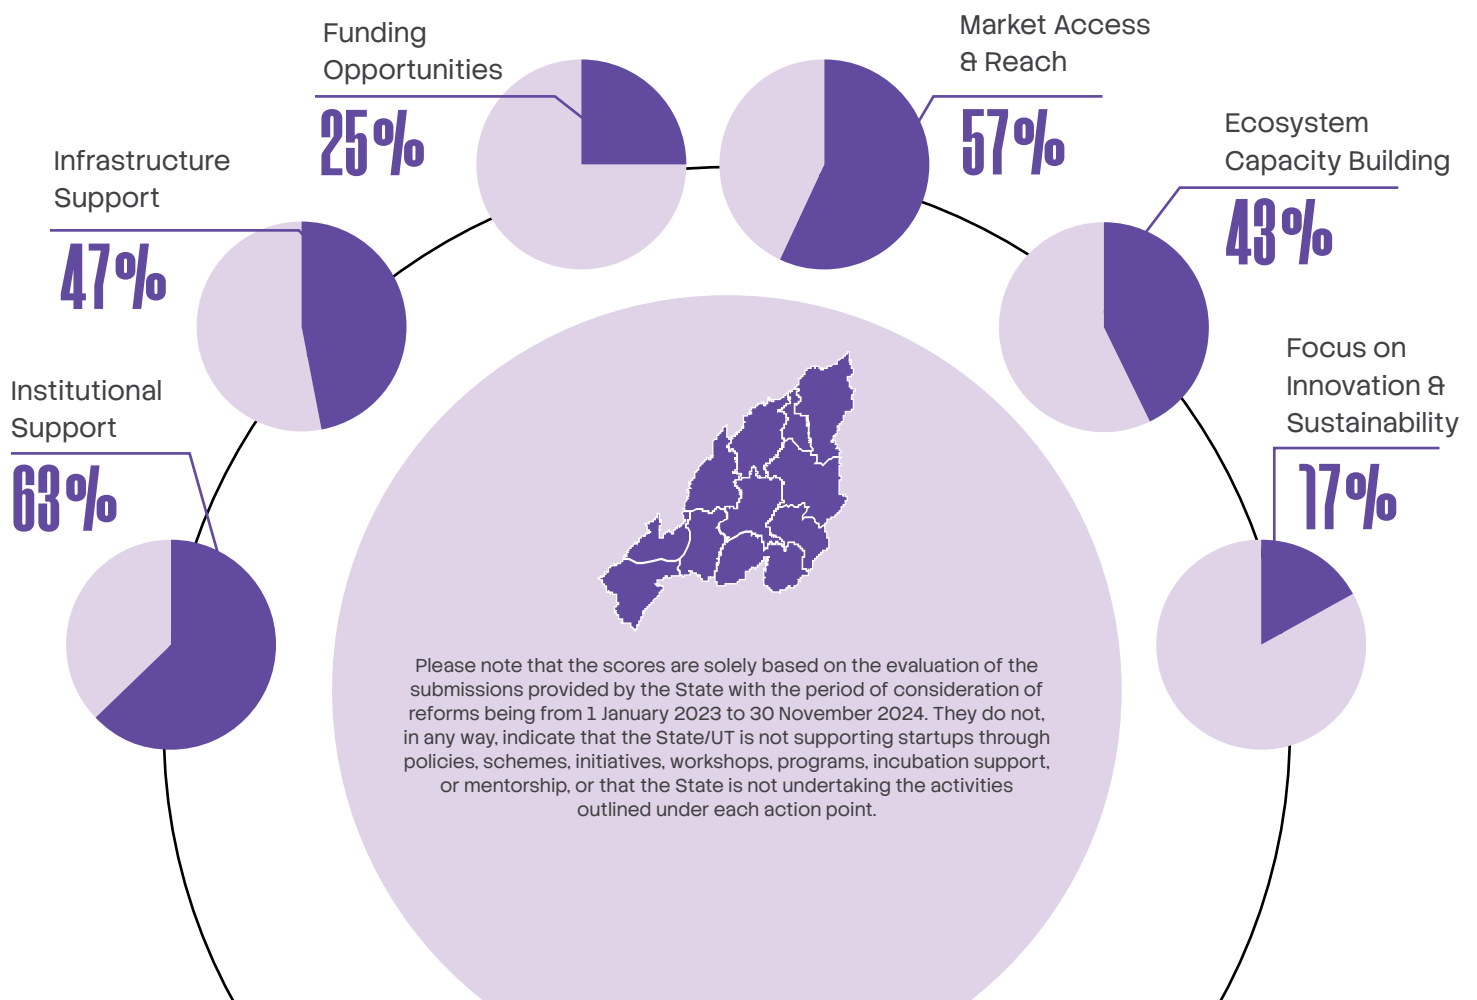 Funding
Opportunities
25%
Market Access
& Reach
57%
Infrastructure
Support
47%
Ecosystem
Capacity Building
43%
Institutional
Support
63%
Focus on
Innovation &
Sustainability
17%
Please note that the scores are solely based on the evaluation of the
submissions provided by the State with the period of consideration of
reforms being from 1 January 2023 to 30 November 2024. They do not,
in any way, indicate that the State/UT is not supporting startups through
policies, schemes, initiatives, workshops, programs, incubation support,
or mentorship, or that the State is not undertaking the activities
outlined under each action point.